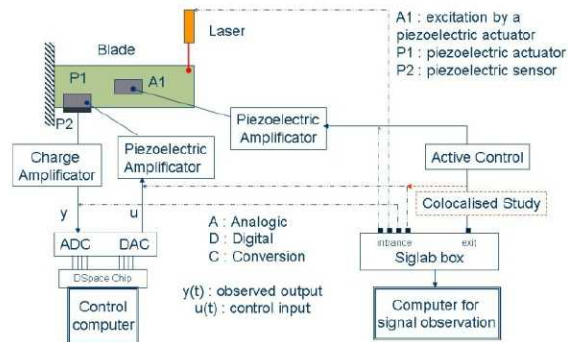 Blade
Laser
A1 : excitation by a
piezoelectric actuator
P1 : piezoelectric actuator
P2 : piezoelectric sensor
P1
A1
P2
Piezoelectric
Amplificator
Charge
Amplificator
Piezoelectric
Amplificator
Active Control
Colocalised Study
y
u
A : Analogic
D : Digital
C : Conversion
ADC
DAC
intrance
exit
Siglab box
DSpace Chip
Control
computer
y(t) : observed output
u(t) : control input
Computer for
signal observation